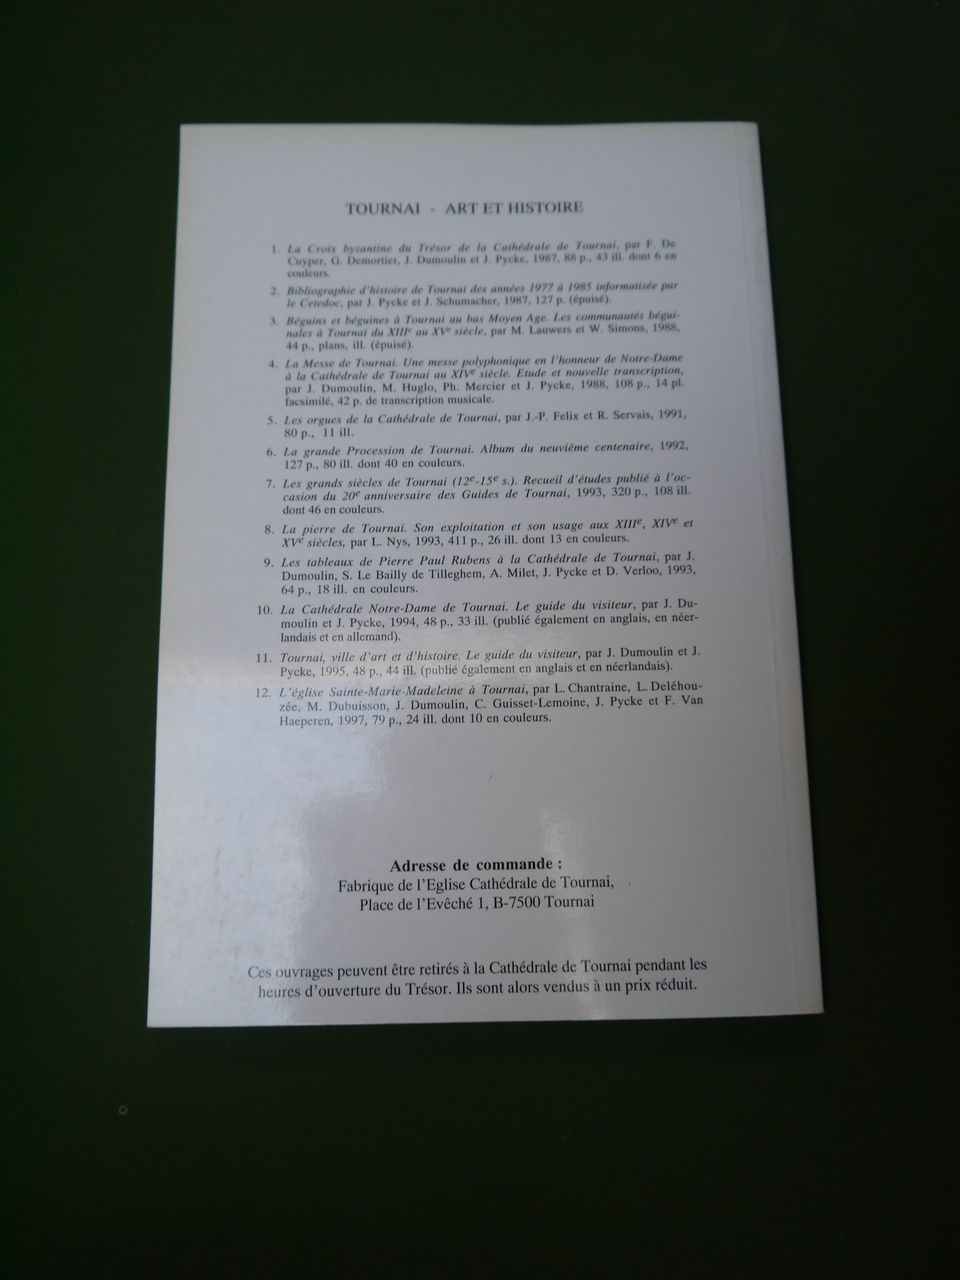 TOURNAI - ART ET HISTOIRE
1. La Croix byzantine du Trésor de la Cathédrale de Tournai, par F. De
Cuyper, G. Demortier, J. Dumoulin et J. Pycke, 1987, 88 p., 43 ill. dont 6 en
couleurs.
2. Bibliographie d'histoire de Tournai des années 1977 à 1985 informatisée par
le Cetedoc, par J. Pycke et J. Schumacher, 1987, 127 p. (épuisé).
3. Béguins et béguines à Tournai au bas Moyen Age. Les communautés bégui-
nales à Tournai du XIIIe au XVe siècle, par M. Lauwers et W. Simons, 1988,
44 p., plans, ill. (épuisé).
4. La Messe de Tournai. Une messe polyphonique en l'honneur de Notre-Dame
à la Cathédrale de Tournai au XIVe siècle. Etude et nouvelle transcription,
par J. Dumoulin, M. Huglo, Ph. Mercier et J. Pycke, 1988, 108 p., 14 pl.
facsimilé, 42 p. de transcription musicale.
5. Les orgues de la Cathédrale de Tournai, par J.-P. Felix et R. Servais, 1991,
80 p., 11 ill.
6. La grande Procession de Tournai. Album du neuvième centenaire, 1992,
127 p., 80 ill. dont 40 en couleurs.
7. Les grands siècles de Tournai (12e-15e s.). Recueil d'études publié à l'oc-
casion du 20e anniversaire des Guides de Tournai, 1993, 320 p., 108 ill.
dont 46 en couleurs.
8. La pierre de Tournai. Son exploitation et son usage aux XIIIe, XIVe et
XVe siècles, par L. Nys, 1993, 411 p., 26 ill. dont 13 en couleurs.
9. Les tableaux de Pierre Paul Rubens à la Cathédrale de Tournai, par J.
Dumoulin, S. Le Bailly de Tilleghem, A. Milet, J. Pycke et D. Verloo, 1993,
64 p., 18 ill. en couleurs.
10. La Cathédrale Notre-Dame de Tournai. Le guide du visiteur, par J. Du-
moulin et J. Pycke, 1994, 48 p., 33 ill. (publié également en anglais, en néer-
landais et en allemand).
11. Tournai, ville d'art et d'histoire. Le guide du visiteur, par J. Dumoulin et J.
Pycke, 1995, 48 p., 44 ill. (publié également en anglais et en néerlandais).
12. L'église Sainte-Marie-Madeleine à Tournai, par L. Chantraine, L. Deléhou-
zée, M. Dubuisson, J. Dumoulin, C. Guisset-Lemoine, J. Pycke et F. Van
Haeperen, 1997, 79 p., 24 ill. dont 10 en couleurs.
Adresse de commande :
Fabrique de l'Eglise Cathédrale de Tournai,
Place de l'Evêché 1, B-7500 Tournai
Ces ouvrages peuvent être retirés à la Cathédrale de Tournai pendant les
heures d'ouverture du Trésor. Ils sont alors vendus à un prix réduit.